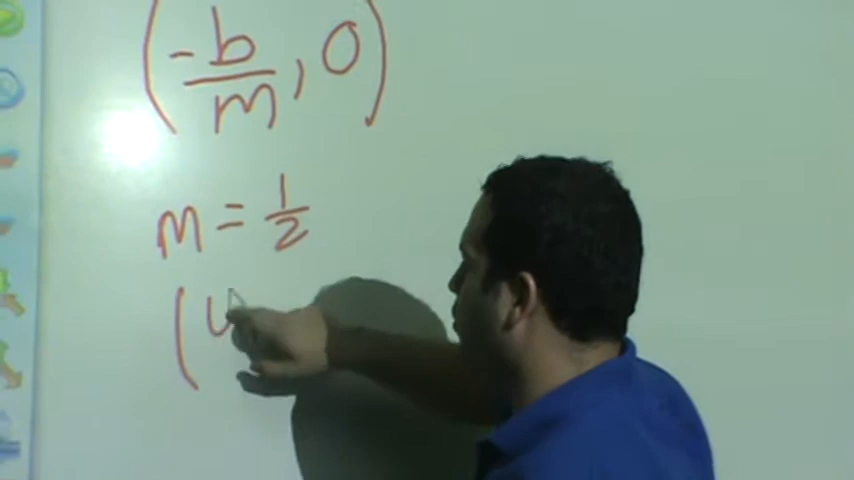 (-b/m, 0)
m = 1/2
(